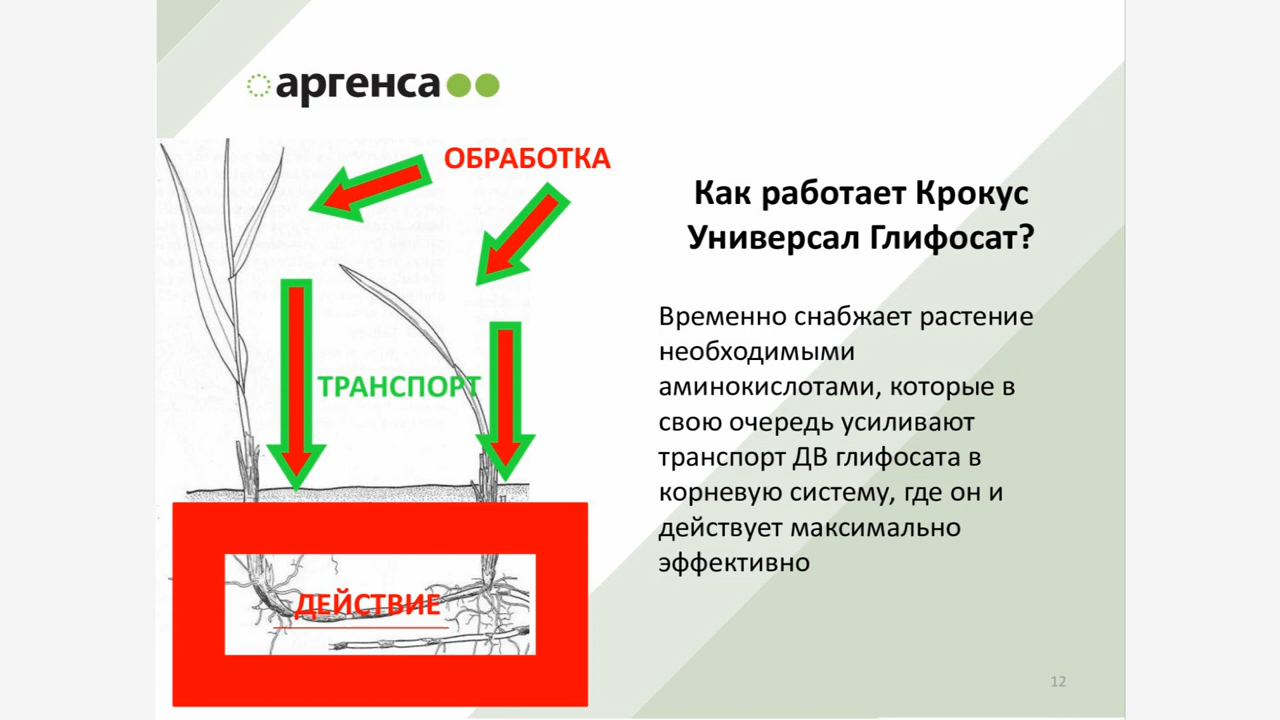 аргенса
ОБРАБОТКА
ТРАНСПОРТ
ДЕЙСТВИЕ
Как работает Крокус
Универсал Глифосат?
Временно снабжает растение
необходимыми
аминокислотами, которые в
свою очередь усиливают
транспорт ДВ глифосата в
корневую систему, где он и
действует максимально
эффективно
12